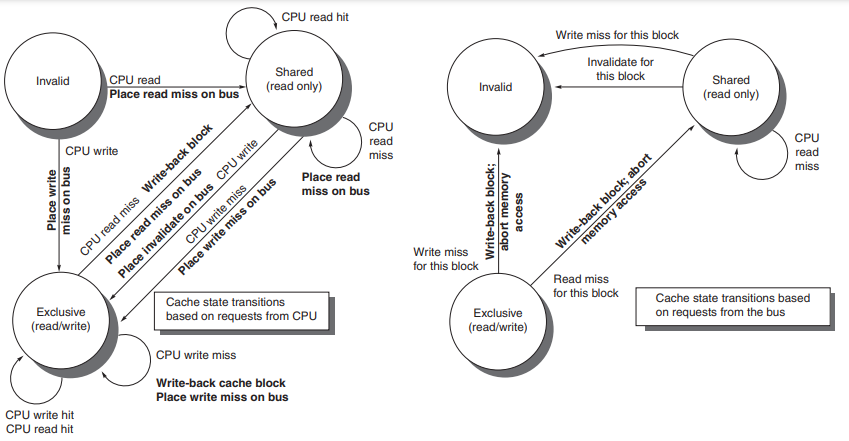 CPU read hit
Invalid
CPU read
Place read miss on bus
Shared
(read only)
CPU
read
miss
Place read
miss on bus
CPU write
Place write
miss on bus
CPU read miss Write-back block
Place read miss on bus
Place invalidate on bus CPU write
CPU write miss
Place write miss on bus
Exclusive
(read/write)
Cache state transitions
based on requests from CPU
CPU write miss
Write-back cache block
Place write miss on bus
CPU write hit
CPU read hit
Write miss for this block
Invalidate for
this block
Invalid
Shared
(read only)
CPU
read
miss
Write-back block;
abort memory
access
Write-back block; abort
memory access
Write miss
for this block
Read miss
for this block
Exclusive
(read/write)
Cache state transitions based
on requests from the bus